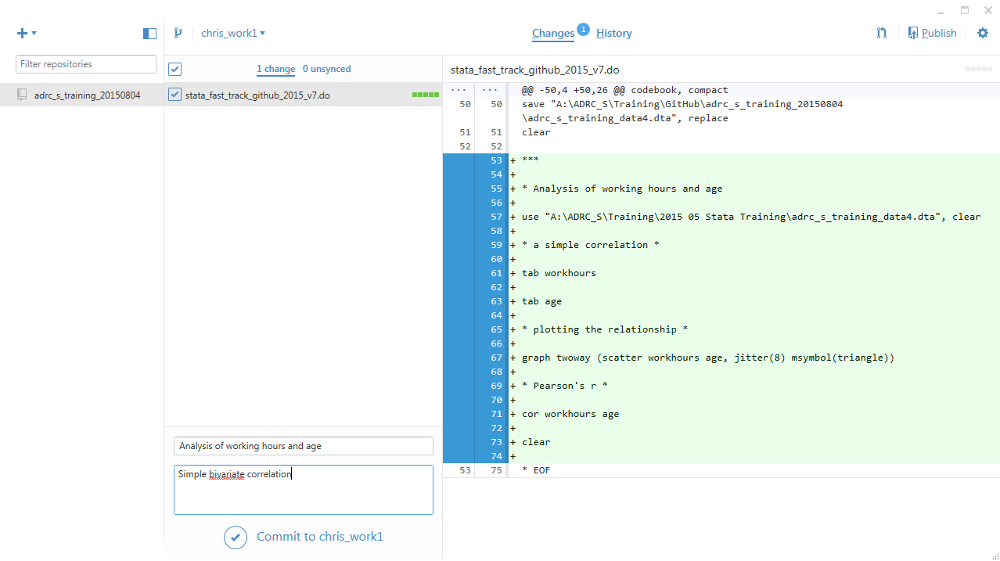 chris_work1
Changes 1 History
Publish
Filter repositories
1 change 0 unsynced
stata_fast_track_github_2015_v7.do
adrc_s_training_20150804
stata_fast_track_github_2015_v7.do
··· ··· @@ -50,4 +50,26 @@ codebook, compact
50 50 save "A:\ADRC_S\Training\GitHub\adrc_s_training_20150804
\adrc_s_training_data4.dta", replace
51 51 clear
52 52
53 + ***
54 +
55 + * Analysis of working hours and age
56 +
57 + use "A:\ADRC_S\Training\2015 05 Stata Training\adrc_s_training_data4.dta", clear
58 +
59 + * a simple correlation *
60 +
61 + tab workhours
62 +
63 + tab age
64 +
65 + * plotting the relationship *
66 +
67 + graph twoway (scatter workhours age, jitter(8) msymbol(triangle))
68 +
69 + * Pearson's r *
70 +
71 + cor workhours age
72 +
73 + clear
74 +
53 75 * EOF
Analysis of working hours and age
Simple bivariate correlation
Commit to chris_work1